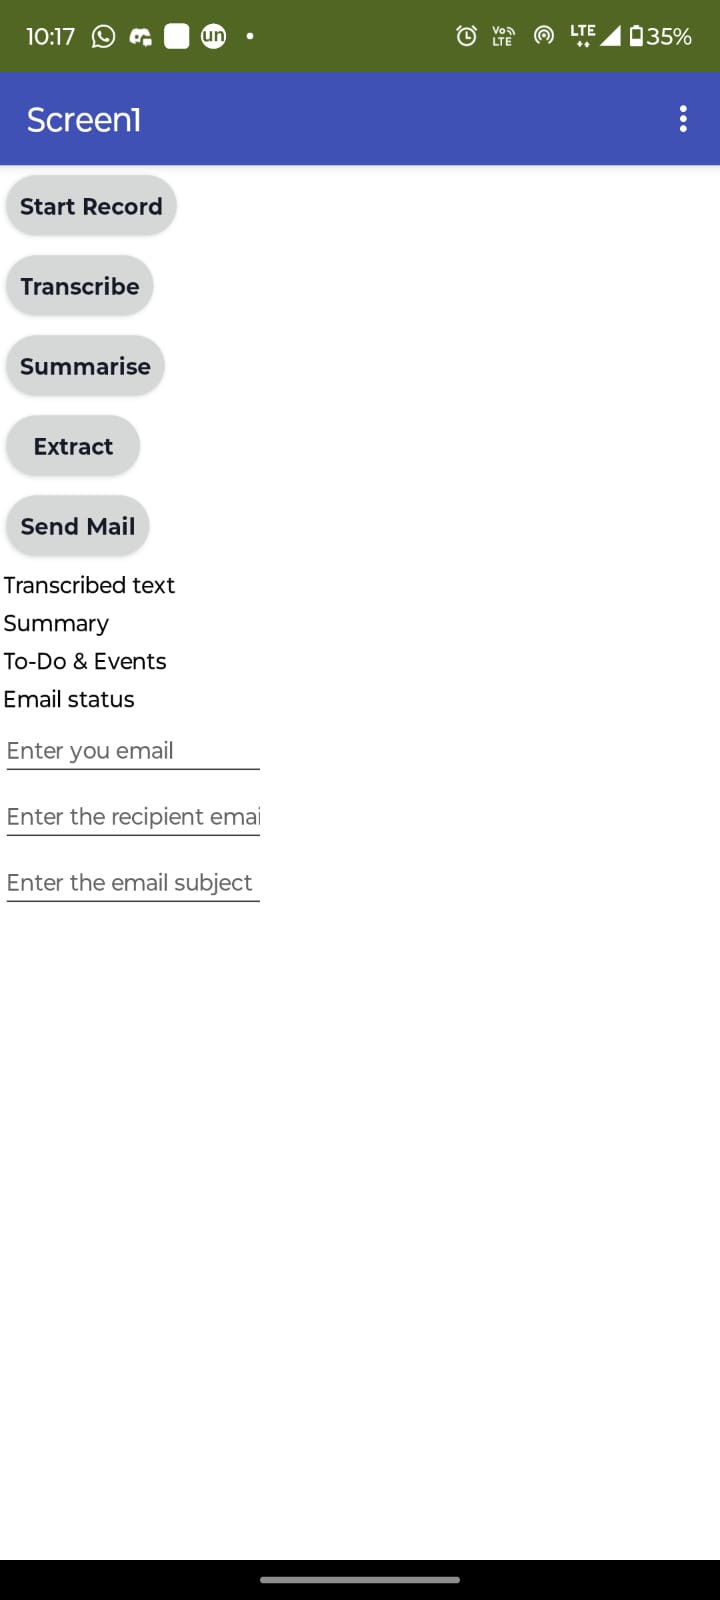 10:17 un Vo LTE LTE 35%
Screen1
Start Record
Transcribe
Summarise
Extract
Send Mail
Transcribed text
Summary
To-Do & Events
Email status
Enter you email
Enter the recipient emai
Enter the email subject